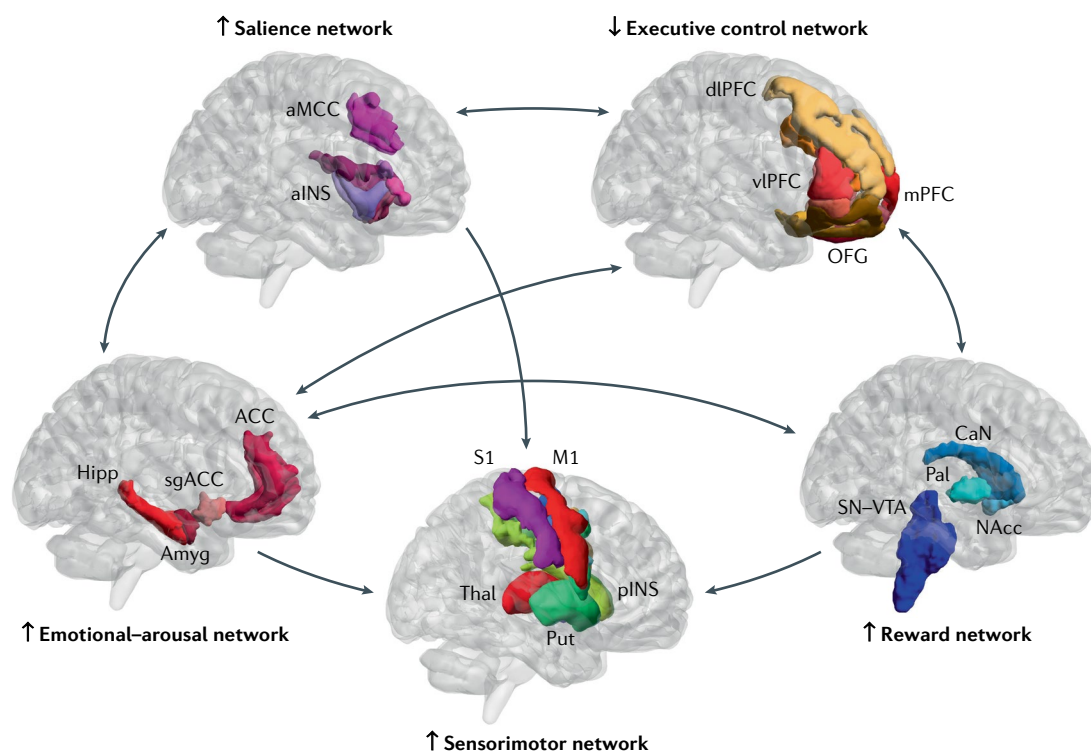 ↑ Salience network
↓ Executive control network
aMCC
aINS
dlPFC
vlPFC
mPFC
OFG
ACC
Hipp
sgACC
Amyg
↑ Emotional–arousal network
S1
M1
Thal
pINS
Put
↑ Sensorimotor network
CaN
Pal
SN–VTA
NAcc
↑ Reward network